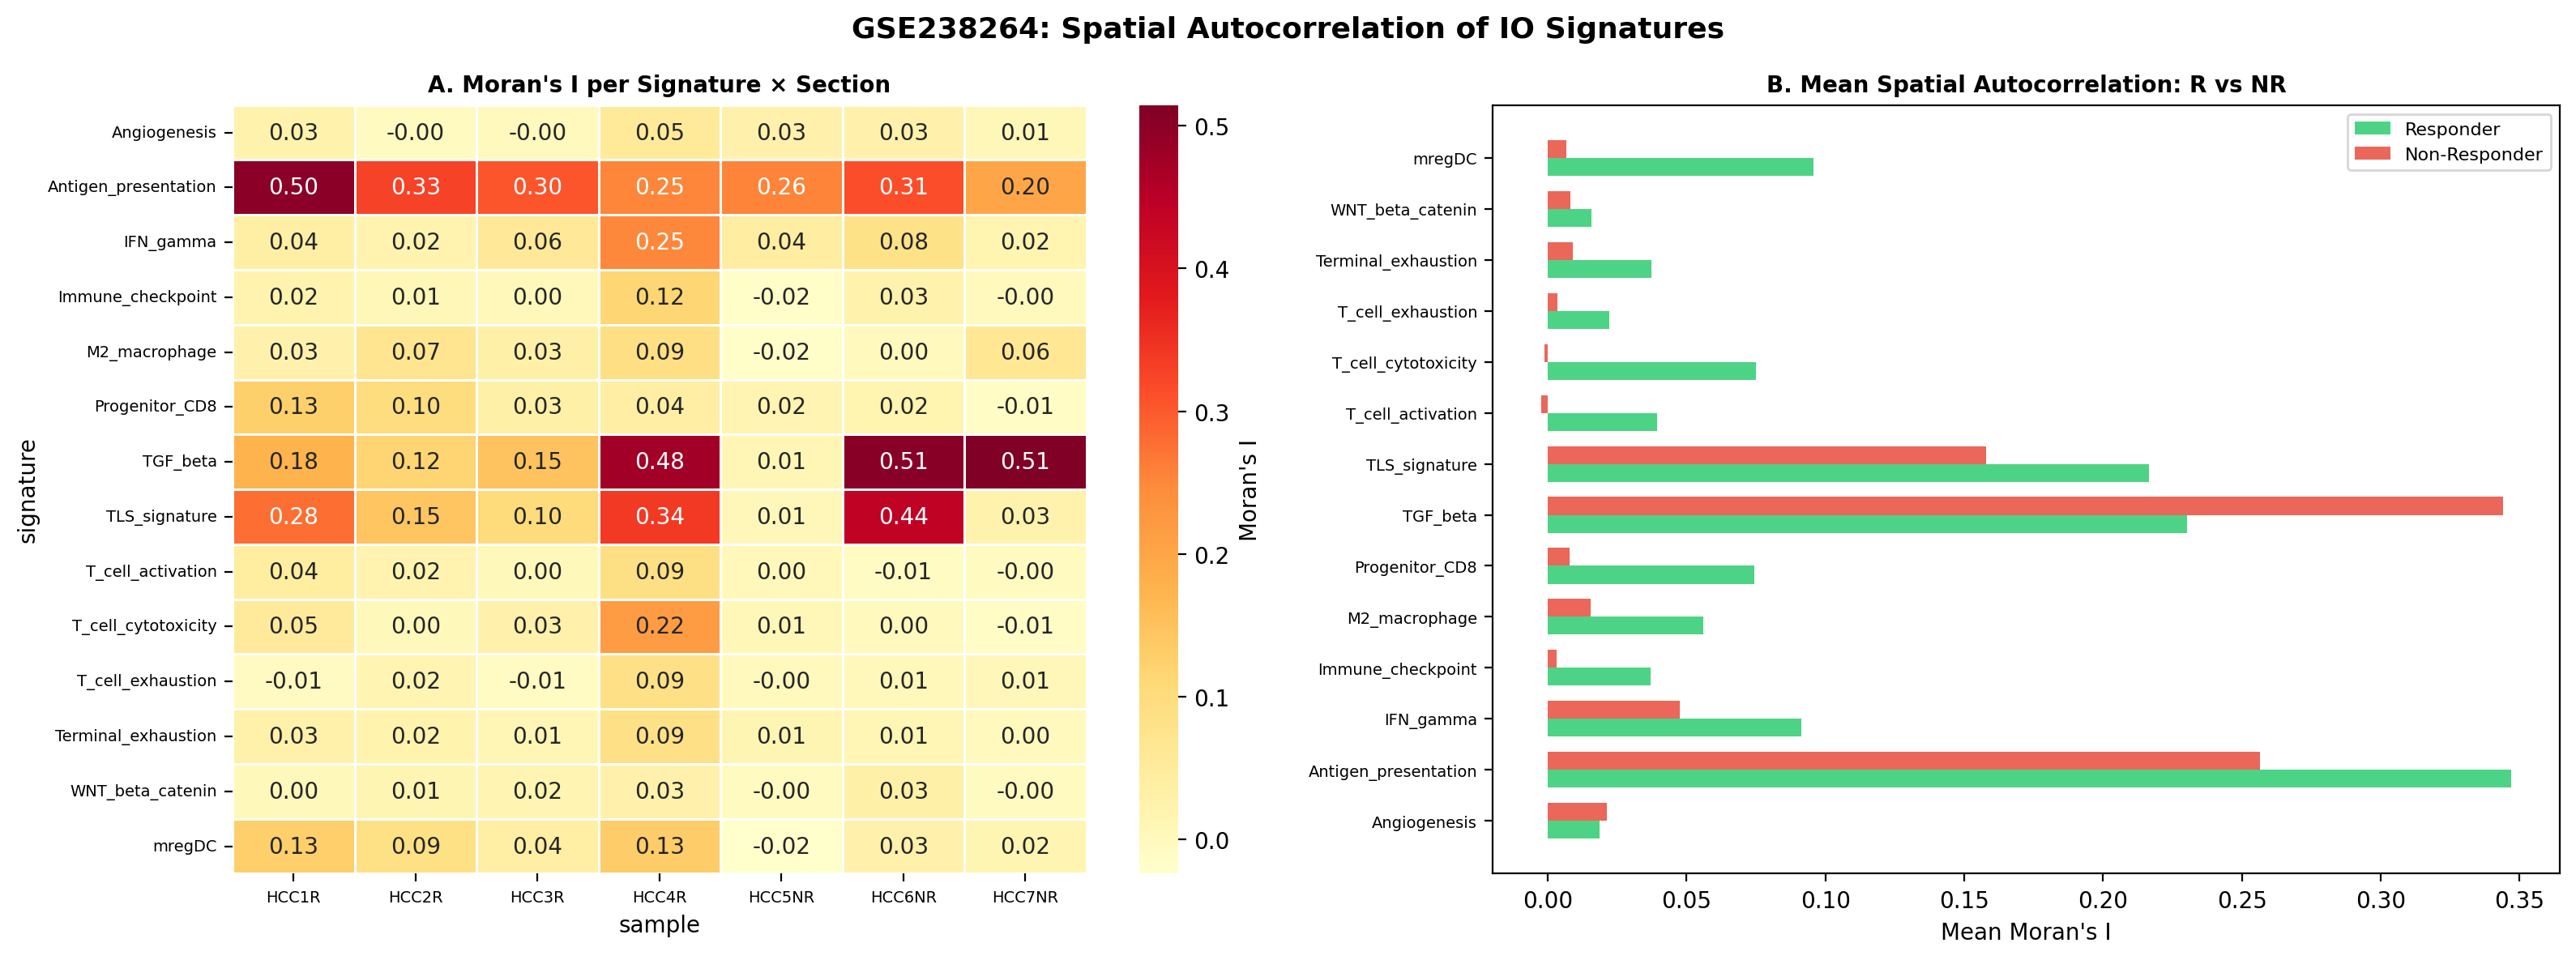 GSE238264: Spatial Autocorrelation of IO Signatures
A. Moran's I per Signature × Section
signature
Angiogenesis 0.03 -0.00 -0.00 0.05 0.03 0.03 0.01
Antigen_presentation 0.50 0.33 0.30 0.25 0.26 0.31 0.20
IFN_gamma 0.04 0.02 0.06 0.25 0.04 0.08 0.02
Immune_checkpoint 0.02 0.01 0.00 0.12 -0.02 0.03 -0.00
M2_macrophage 0.03 0.07 0.03 0.09 -0.02 0.00 0.06
Progenitor_CD8 0.13 0.10 0.03 0.04 0.02 0.02 -0.01
TGF_beta 0.18 0.12 0.15 0.48 0.01 0.51 0.51
TLS_signature 0.28 0.15 0.10 0.34 0.01 0.44 0.03
T_cell_activation 0.04 0.02 0.00 0.09 0.00 -0.01 -0.00
T_cell_cytotoxicity 0.05 0.00 0.03 0.22 0.01 0.00 -0.01
T_cell_exhaustion -0.01 0.02 -0.01 0.09 -0.00 0.01 0.01
Terminal_exhaustion 0.03 0.02 0.01 0.09 0.01 0.01 0.00
WNT_beta_catenin 0.00 0.01 0.02 0.03 -0.00 0.03 -0.00
mregDC 0.13 0.09 0.04 0.13 -0.02 0.03 0.02
HCC1R HCC2R HCC3R HCC4R HCC5NR HCC6NR HCC7NR
sample
0.5
0.4
0.3
0.2
0.1
0.0
Moran's I
B. Mean Spatial Autocorrelation: R vs NR
Responder
Non-Responder
mregDC
WNT_beta_catenin
Terminal_exhaustion
T_cell_exhaustion
T_cell_cytotoxicity
T_cell_activation
TLS_signature
TGF_beta
Progenitor_CD8
M2_macrophage
Immune_checkpoint
IFN_gamma
Antigen_presentation
Angiogenesis
0.00 0.05 0.10 0.15 0.20 0.25 0.30 0.35
Mean Moran's I